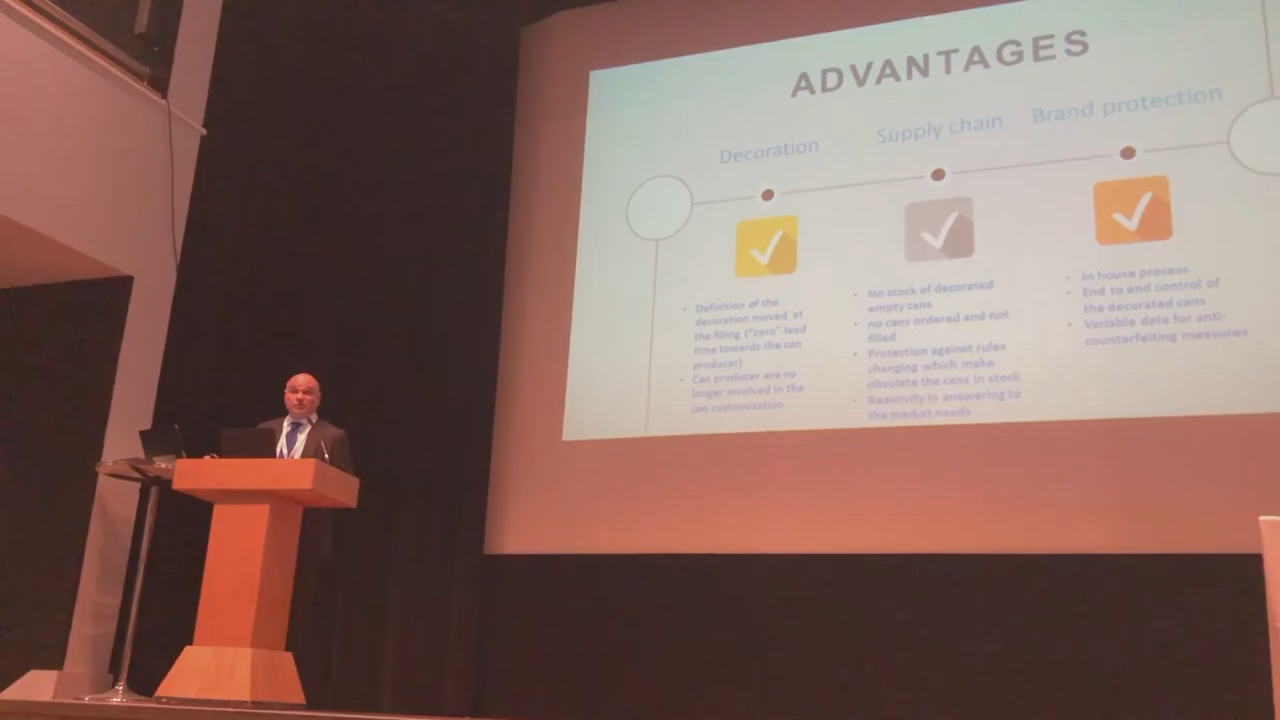 ADVANTAGES
Decoration
Supply chain
Brand protection
• Definition of the
decoration moved at
the filling ("zero" lead
time towards the can
producer)
• Can producer are no
longer involved in the
can customization
• No stock of decorated
empty cans
• no cans ordered and not
filled
• Protection against rules
changing which make
obsolete the cans in stock
• Reactivity in answering to
the market needs
• In house process
• End to end control of
the decorated cans
• Variable data for anti-
counterfeiting measures